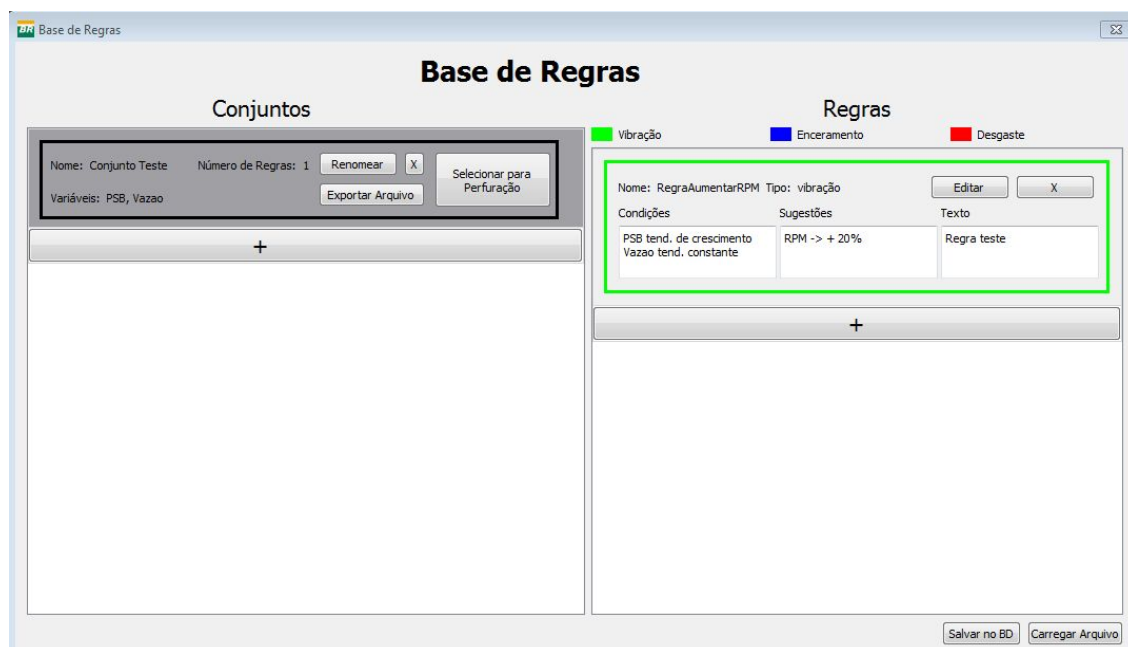 BR Base de Regras
Base de Regras
Conjuntos
Nome: Conjunto Teste Número de Regras: 1 Renomear X
Variáveis: PSB, Vazao Exportar Arquivo
Selecionar para
Perfuração
+
Regras
Vibração Enceramento Desgaste
Nome: RegraAumentarRPM Tipo: vibração Editar X
Condições Sugestões Texto
PSB tend. de crescimento RPM -> + 20% Regra teste
Vazao tend. constante
+
Salvar no BD Carregar Arquivo